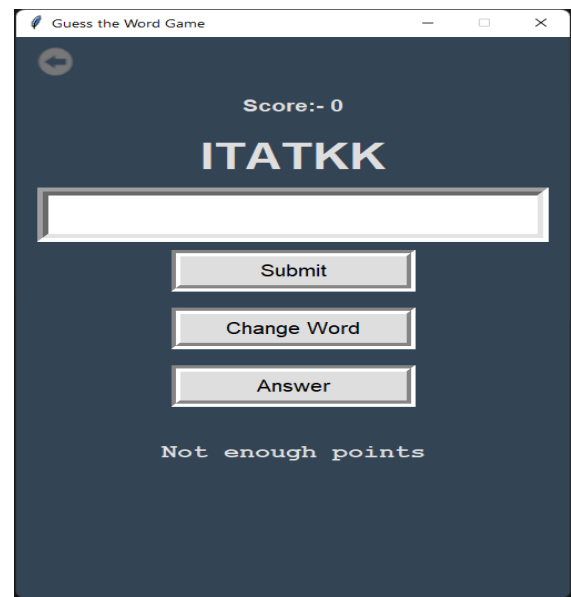 Guess the Word Game
Score:- 0
ITATKK
Submit
Change Word
Answer
Not enough points